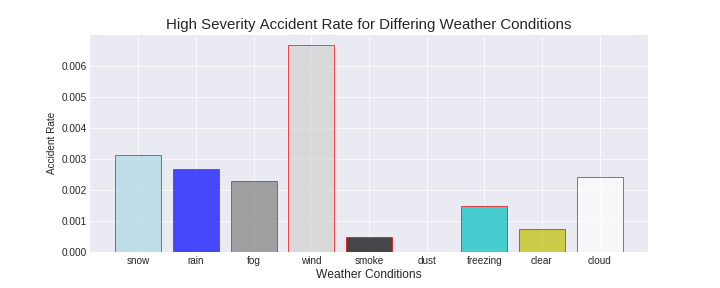 High Severity Accident Rate for Differing Weather Conditions
Accident Rate
0.006
0.005
0.004
0.003
0.002
0.001
0.000
snow rain fog wind smoke dust freezing clear cloud
Weather Conditions